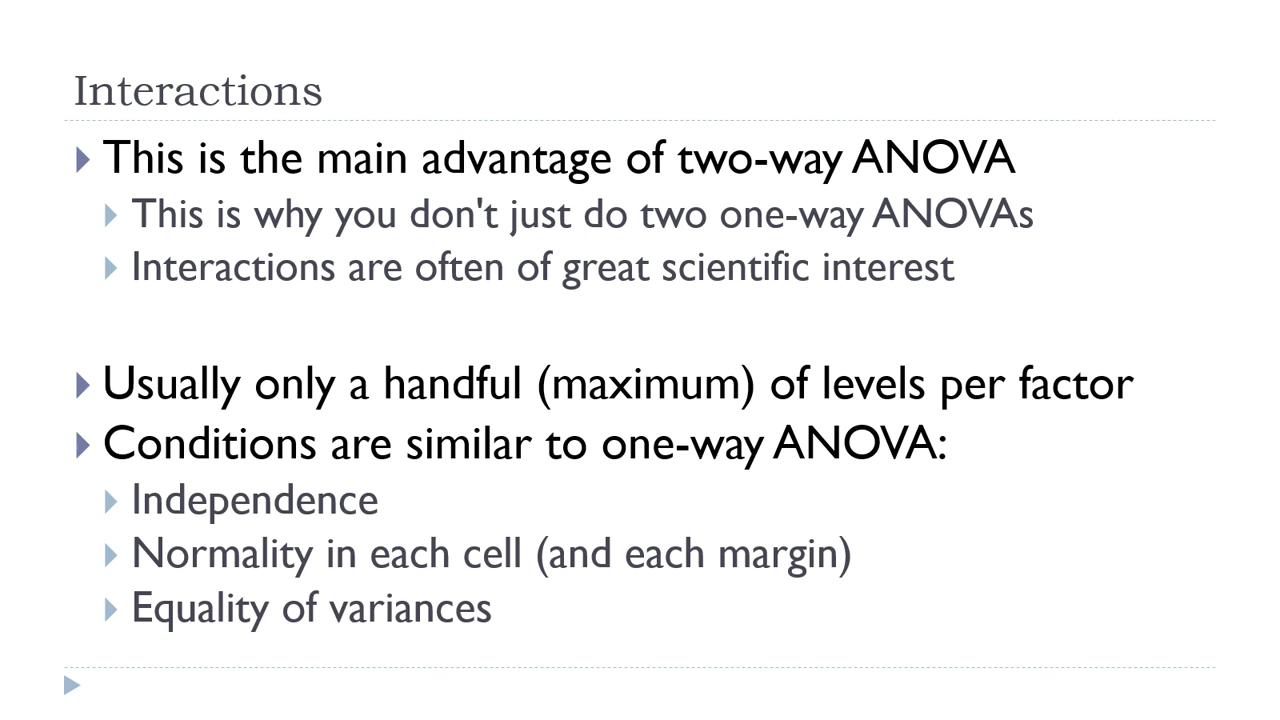 Interactions
This is the main advantage of two-way ANOVA
This is why you don't just do two one-way ANOVAs
Interactions are often of great scientific interest
Usually only a handful (maximum) of levels per factor
Conditions are similar to one-way ANOVA:
Independence
Normality in each cell (and each margin)
Equality of variances